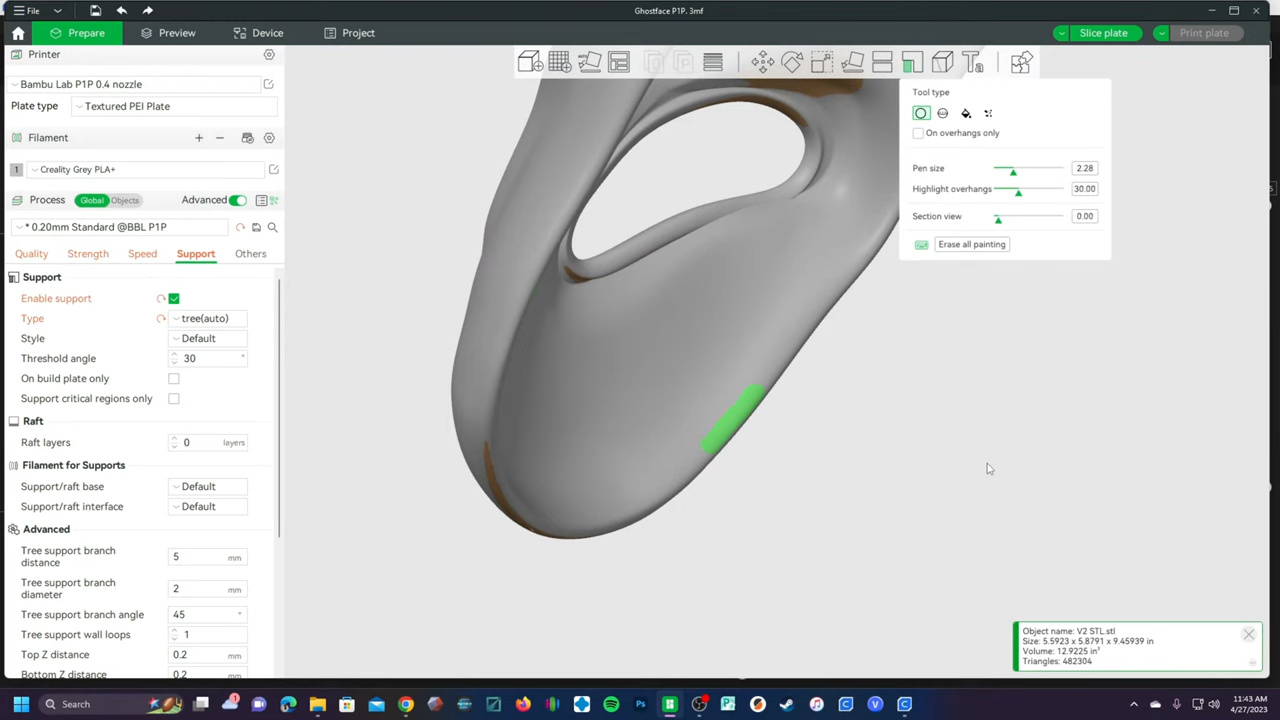 File
Ghostface P1P. 3mf
Prepare
Preview
Device
Project
Slice plate
Print plate
Printer
Bambu Lab P1P 0.4 nozzle
Plate type
Textured PEI Plate
Filament
1
Creality Grey PLA+
Process
Global
Objects
Advanced
* 0.20mm Standard @BBL P1P
Quality
Strength
Speed
Support
Others
Support
Enable support
Type
tree(auto)
Style
Default
Threshold angle
30 °
On build plate only
Support critical regions only
Raft
Raft layers
0 layers
Filament for Supports
Support/raft base
Default
Support/raft interface
Default
Advanced
Tree support branch
distance
5 mm
Tree support branch
diameter
2 mm
Tree support branch angle
45 °
Tree support wall loops
1
Top Z distance
0.2 mm
Bottom Z distance
0.2 mm
Tool type
On overhangs only
Pen size
2.28
Highlight overhangs
30.00
Section view
0.00
Erase all painting
Object name: V2 STL.stl
Size: 5.5923 x 5.8791 x 9.45939 in
Volume: 12.9225 in³
Triangles: 482304
Search
11:43 AM
4/27/2023